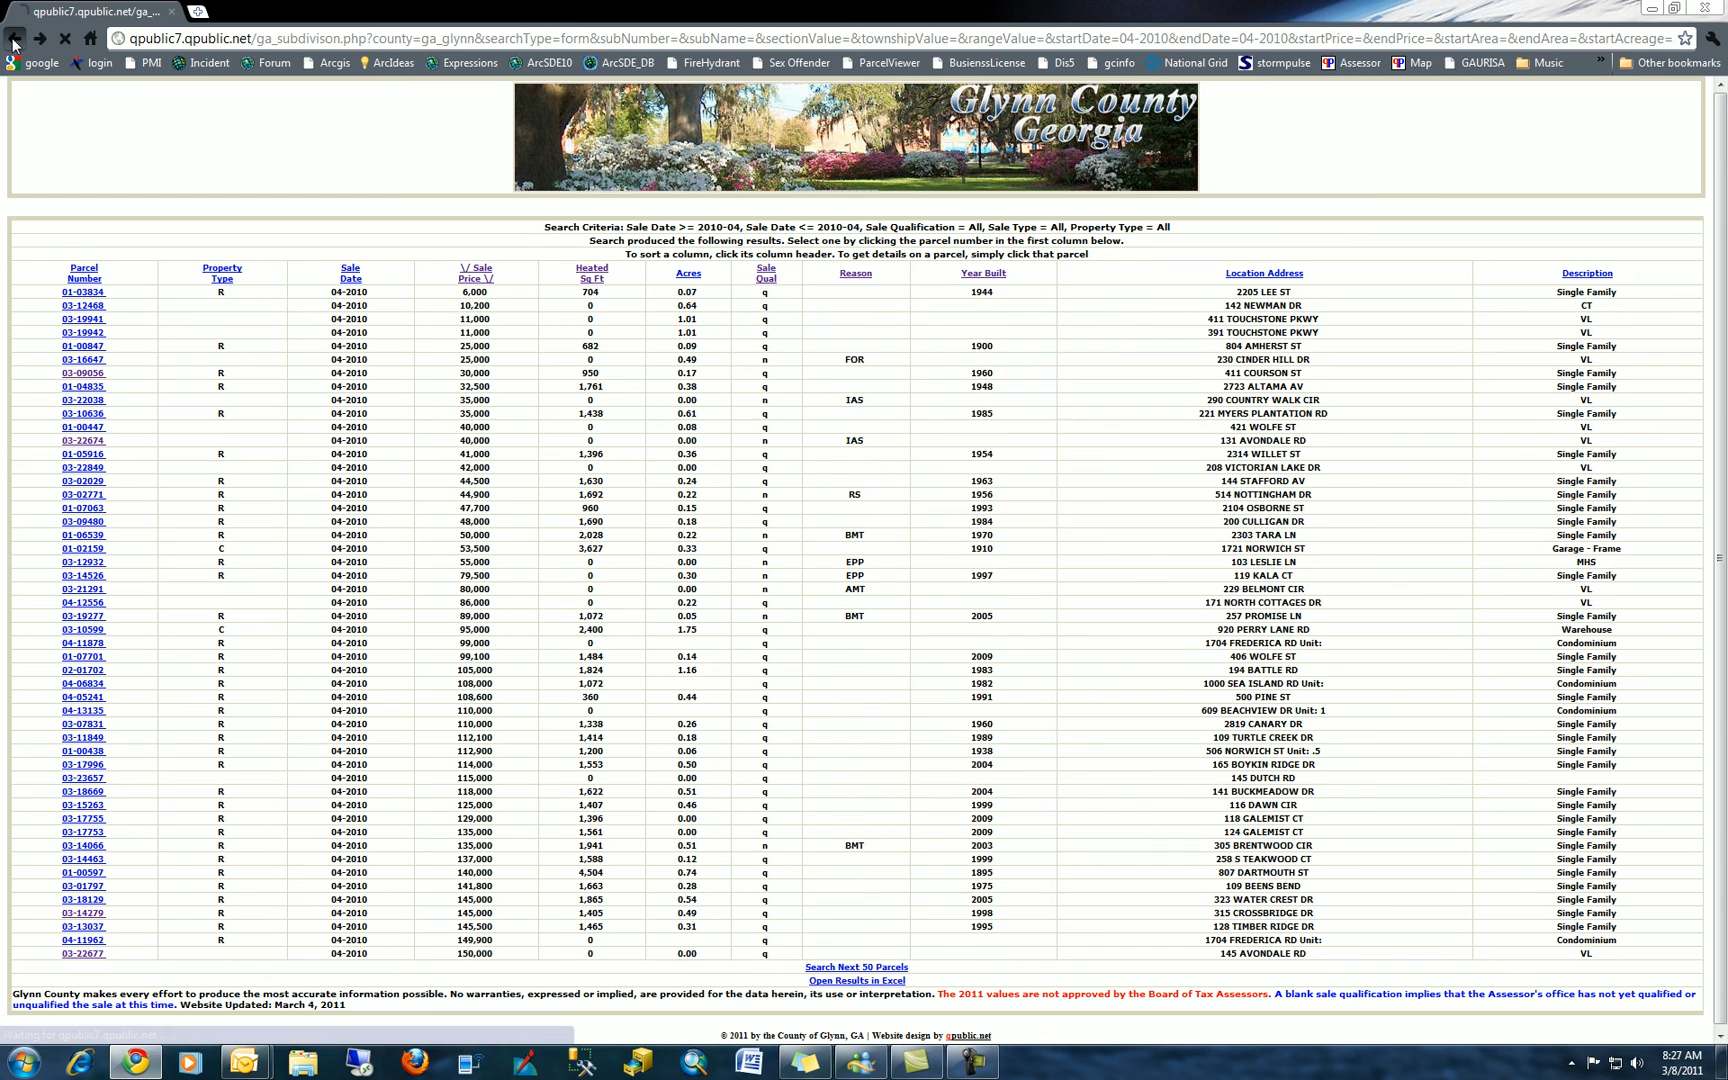 qpublic7.qpublic.net/ga_...
qpublic7.qpublic.net/ga_subdivison.php?county=ga_glynn&searchType=form&subNumber=&subName=&sectionValue=&townshipValue=&rangeValue=&startDate=04-2010&endDate=04-2010&startPrice=&endPrice=&startArea=&endArea=&startAcreage=
google login PMI Incident Forum Arcgis ArcIdeas Expressions ArcSDE10 ArcSDE_DB FireHydrant Sex Offender ParcelViewer BusienssLicense Dis5 gcinfo National Grid stormpulse Assessor Map GAURISA Music » Other bookmarks
Glynn County
Georgia
Search Criteria: Sale Date >= 2010-04, Sale Date <= 2010-04, Sale Qualification = All, Sale Type = All, Property Type = All
Search produced the following results. Select one by clicking the parcel number in the first column below.
To sort a column, click its column header. To get details on a parcel, simply click that parcel
Parcel Number Property Type Sale Date \/ Sale Price \/ Heated Sq Ft Acres Sale Qual Reason Year Built Location Address Description
01-03834 R 04-2010 6,000 704 0.07 q 1944 2205 LEE ST Single Family
03-12468 04-2010 10,200 0 0.64 q 142 NEWMAN DR CT
03-19941 04-2010 11,000 0 1.01 q 411 TOUCHSTONE PKWY VL
03-19942 04-2010 11,000 0 1.01 q 391 TOUCHSTONE PKWY VL
01-00847 R 04-2010 25,000 682 0.09 q 1900 804 AMHERST ST Single Family
03-16647 04-2010 25,000 0 0.49 n FOR 230 CINDER HILL DR VL
03-09056 R 04-2010 30,000 950 0.17 q 1960 411 COURSON ST Single Family
01-04835 R 04-2010 32,500 1,761 0.38 q 1948 2723 ALTAMA AV Single Family
03-22038 04-2010 35,000 0 0.00 n IAS 290 COUNTRY WALK CIR VL
03-10636 R 04-2010 35,000 1,438 0.61 q 1985 221 MYERS PLANTATION RD Single Family
01-00447 04-2010 40,000 0 0.08 q 421 WOLFE ST VL
03-22674 04-2010 40,000 0 0.00 n IAS 131 AVONDALE RD VL
01-05916 R 04-2010 41,000 1,396 0.36 q 1954 2314 WILLET ST Single Family
03-22849 04-2010 42,000 0 0.00 q 208 VICTORIAN LAKE DR VL
03-02029 R 04-2010 44,500 1,630 0.24 q 1963 144 STAFFORD AV Single Family
03-02771 R 04-2010 44,900 1,692 0.22 n RS 1956 514 NOTTINGHAM DR Single Family
01-07063 R 04-2010 47,700 960 0.15 q 1993 2104 OSBORNE ST Single Family
03-09480 R 04-2010 48,000 1,690 0.18 q 1984 200 CULLIGAN DR Single Family
01-06539 R 04-2010 50,000 2,028 0.22 n BMT 1970 2303 TARA LN Single Family
01-02159 C 04-2010 53,500 3,627 0.33 q 1910 1721 NORWICH ST Garage - Frame
03-12932 R 04-2010 55,000 0 0.00 n EPP 103 LESLIE LN MHS
03-14526 R 04-2010 79,500 0 0.30 n EPP 1997 119 KALA CT Single Family
03-21291 04-2010 80,000 0 0.00 n AMT 229 BELMONT CIR VL
04-12556 04-2010 86,000 0 0.22 q 171 NORTH COTTAGES DR VL
03-19277 R 04-2010 89,000 1,072 0.05 n BMT 2005 257 PROMISE LN Single Family
03-10599 C 04-2010 95,000 2,400 1.75 q 920 PERRY LANE RD Warehouse
04-11878 R 04-2010 99,000 0 q 1704 FREDERICA RD Unit: Condominium
01-07701 R 04-2010 99,100 1,484 0.14 q 2009 406 WOLFE ST Single Family
02-01702 R 04-2010 105,000 1,824 1.16 q 1983 194 BATTLE RD Single Family
04-06834 R 04-2010 108,000 1,072 q 1982 1000 SEA ISLAND RD Unit: Condominium
04-05241 R 04-2010 108,600 360 0.44 q 1991 500 PINE ST Single Family
04-13135 R 04-2010 110,000 0 q 609 BEACHVIEW DR Unit: 1 Condominium
03-07831 R 04-2010 110,000 1,338 0.26 q 1960 2819 CANARY DR Single Family
03-11849 R 04-2010 112,100 1,414 0.18 q 1989 109 TURTLE CREEK DR Single Family
01-00438 R 04-2010 112,900 1,200 0.06 q 1938 506 NORWICH ST Unit: .5 Single Family
03-17996 R 04-2010 114,000 1,553 0.50 q 2004 165 BOYKIN RIDGE DR Single Family
03-23657 04-2010 115,000 0 0.00 q 145 DUTCH RD
03-18669 R 04-2010 118,000 1,622 0.51 q 2004 141 BUCKMEADOW DR Single Family
03-15263 R 04-2010 125,000 1,407 0.46 q 1999 116 DAWN CIR Single Family
03-17755 R 04-2010 129,000 1,396 0.00 q 2009 118 GALEMIST CT Single Family
03-17753 R 04-2010 135,000 1,561 0.00 q 2009 124 GALEMIST CT Single Family
03-14066 R 04-2010 135,000 1,941 0.51 n BMT 2003 305 BRENTWOOD CIR Single Family
03-14463 R 04-2010 137,000 1,588 0.12 q 1999 258 S TEAKWOOD CT Single Family
01-00597 R 04-2010 140,000 4,504 0.74 q 1895 807 DARTMOUTH ST Single Family
03-01797 R 04-2010 141,800 1,663 0.28 q 1975 109 BEENS BEND Single Family
03-18129 R 04-2010 145,000 1,865 0.54 q 2005 323 WATER CREST DR Single Family
03-14279 R 04-2010 145,000 1,405 0.49 q 1998 315 CROSSBRIDGE DR Single Family
03-13037 R 04-2010 145,500 1,465 0.31 q 1995 128 TIMBER RIDGE DR Single Family
04-11962 R 04-2010 149,900 0 q 1704 FREDERICA RD Unit: Condominium
03-22677 04-2010 150,000 0 0.00 q 145 AVONDALE RD VL
Search Next 50 Parcels
Open Results in Excel
Glynn County makes every effort to produce the most accurate information possible. No warranties, expressed or implied, are provided for the data herein, its use or interpretation. The 2011 values are not approved by the Board of Tax Assessors. A blank sale qualification implies that the Assessor's office has not yet qualified or
unqualified the sale at this time. Website Updated: March 4, 2011
Waiting for qpublic7.qpublic.net...
© 2011 by the County of Glynn, GA | Website design by qpublic.net
8:27 AM
3/8/2011